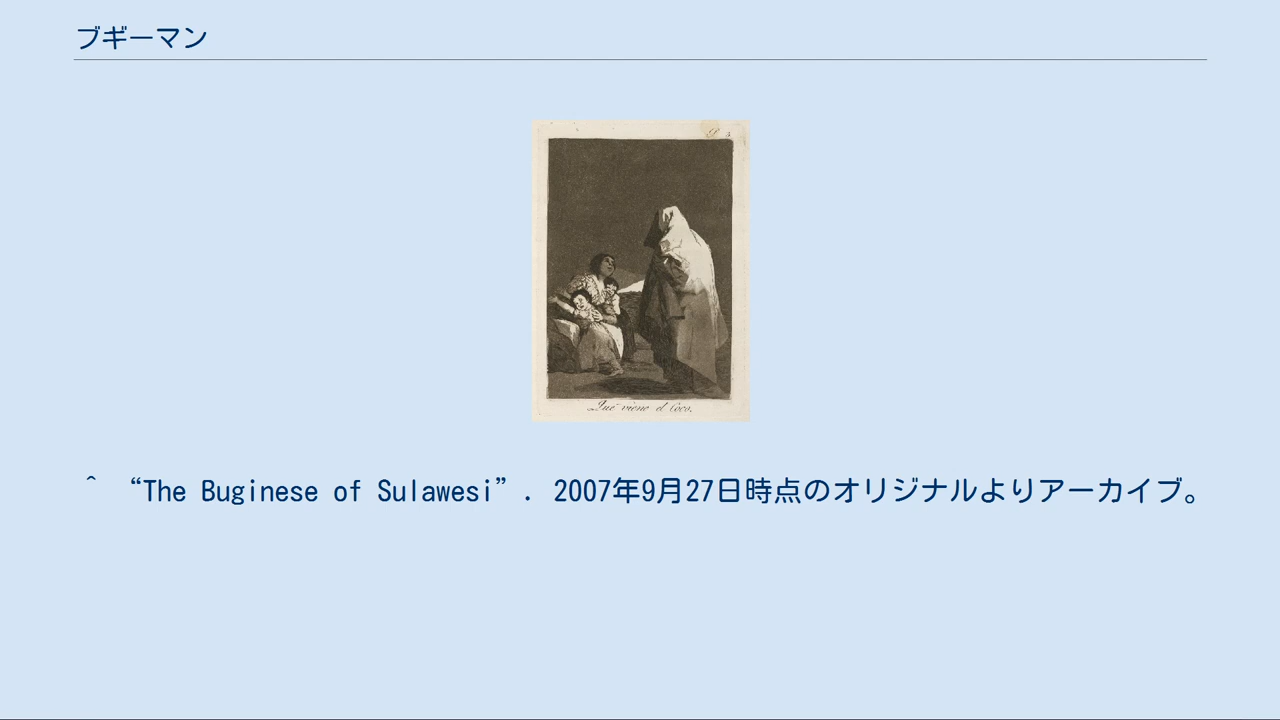 ブギーマン
Que viene el Coco.
^ “The Buginese of Sulawesi”. 2007年9月27日時点のオリジナルよりアーカイブ。